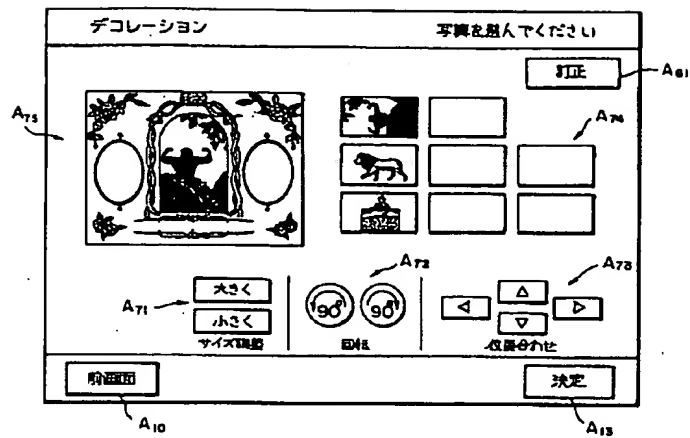 デコレーション
写真を選んでください
訂正
A61
A75
A74
A72
A73
A71
大きく
小さく
90°
90°
サイズ調整
回転
位置合わせ
前画面
決定
A10
A13